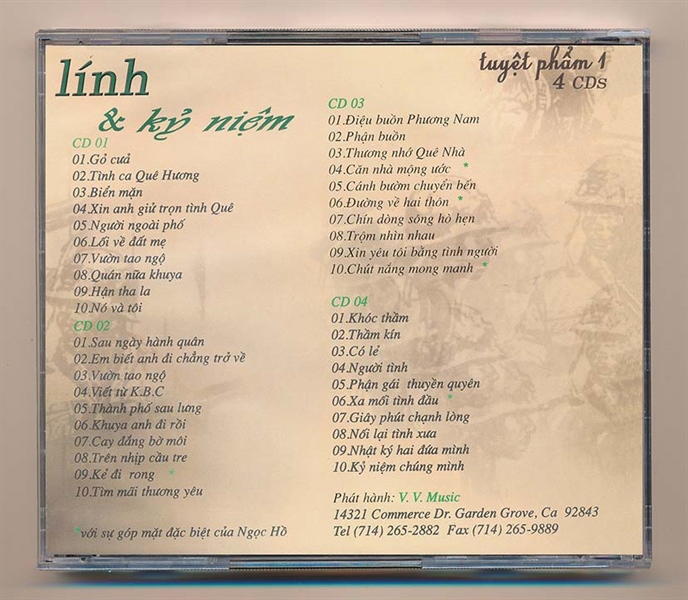 lính
& kỷ niệm
CD 01
01.Gỏ cưả
02.Tình ca Quê Hương
03.Biển mặn
04.Xin anh giử trọn tình Quê
05.Người ngoài phố
06.Lối về đất mẹ
07.Vườn tao ngộ
08.Quán nữa khuya
09.Hận tha la
10.Nó và tôi
CD 02
01.Sau ngày hành quân
02.Em biết anh đi chẳng trở về
03.Vườn tao ngộ
04.Viết từ K.B.C
05.Thành phố sau lưng
06.Khuya anh đi rồi
07.Cay đắng bờ môi
08.Trên nhịp cầu tre
09.Kẻ đi rong *
10.Tìm mãi thương yêu
*với sự góp mặt đặc biệt của Ngọc Hồ
tuyệt phẩm 1
4 CDs
CD 03
01.Điệu buồn Phương Nam
02.Phận buồn
03.Thương nhớ Quê Nhà
04.Căn nhà mộng ước *
05.Cánh bườm chuyển bến
06.Đường về hai thôn *
07.Chín dòng sông hò hẹn
08.Trộm nhìn nhau
09.Xin yêu tôi bằng tình người
10.Chút nắng mong manh *
CD 04
01.Khóc thầm
02.Thầm kín
03.Có lẻ
04.Người tình
05.Phận gái thuyền quyên
06.Xa mối tình đầu *
07.Giây phút chạnh lòng
08.Nối lại tình xưa
09.Nhật ký hai đứa mình
10.Kỷ niệm chúng mình
Phát hành: V. V. Music
14321 Commerce Dr. Garden Grove, Ca 92843
Tel (714) 265-2882 Fax (714) 265-9889